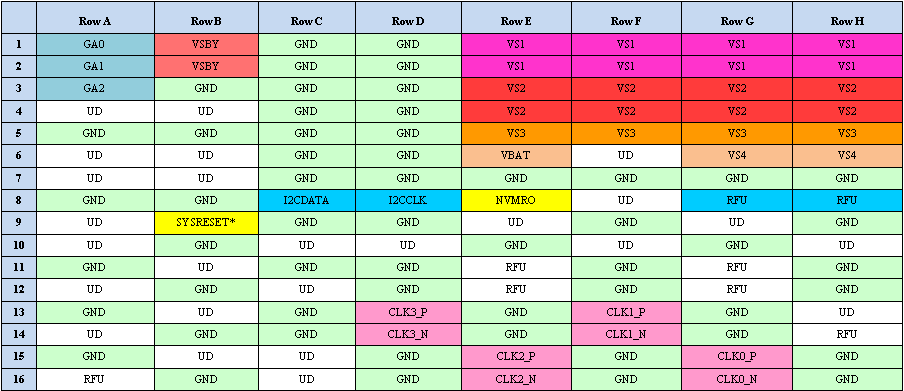 Row A Row B Row C Row D Row E Row F Row G Row H
1 GA0 VSBY GND GND VS1 VS1 VS1 VS1
2 GA1 VSBY GND GND VS1 VS1 VS1 VS1
3 GA2 GND GND GND VS2 VS2 VS2 VS2
4 UD UD GND GND VS2 VS2 VS2 VS2
5 GND GND GND GND VS3 VS3 VS3 VS3
6 UD UD GND GND VBAT UD VS4 VS4
7 UD UD GND GND GND GND GND GND
8 GND GND I2CDATA I2CCLK NVMRO UD RFU RFU
9 UD SYSRESET* GND GND UD GND UD GND
10 UD GND UD UD GND UD GND UD
11 GND UD GND GND RFU GND RFU GND
12 UD GND UD GND RFU GND RFU GND
13 GND UD GND CLK3_P GND CLK1_P GND UD
14 UD GND GND CLK3_N GND CLK1_N GND RFU
15 GND UD UD GND CLK2_P GND CLK0_P GND
16 RFU GND UD GND CLK2_N GND CLK0_N GND